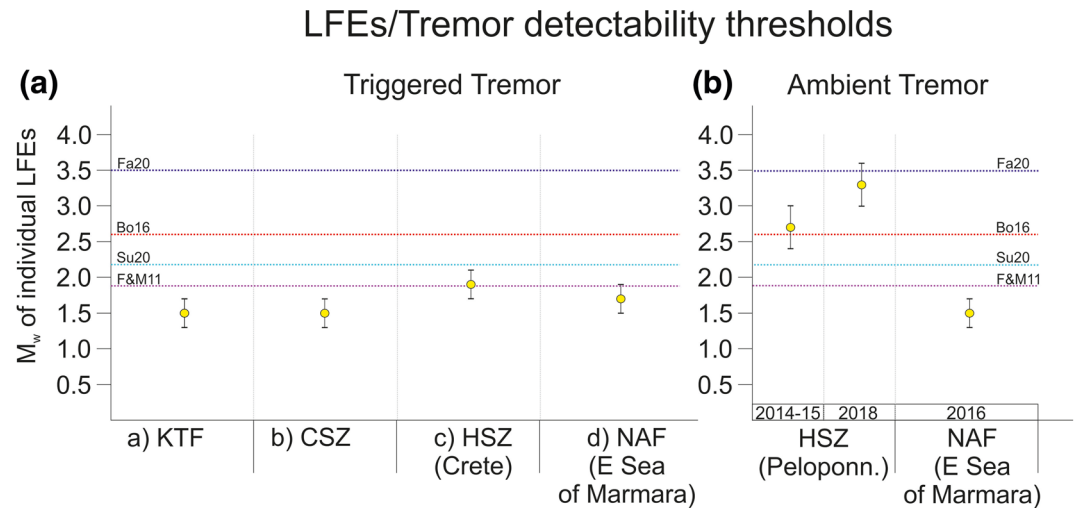 LFEs/Tremor detectability thresholds
(a)
Triggered Tremor
Mw of individual LFEs
4.0
3.5
3.0
2.5
2.0
1.5
1.0
0.5
Fa20
Bo16
Su20
F&M11
a) KTF
b) CSZ
c) HSZ
(Crete)
d) NAF
(E Sea
of Marmara)
(b)
Ambient Tremor
4.0
3.5
3.0
2.5
2.0
1.5
1.0
0.5
Fa20
Bo16
Su20
F&M11
2014-15
2018
2016
HSZ
(Peloponn.)
NAF
(E Sea
of Marmara)